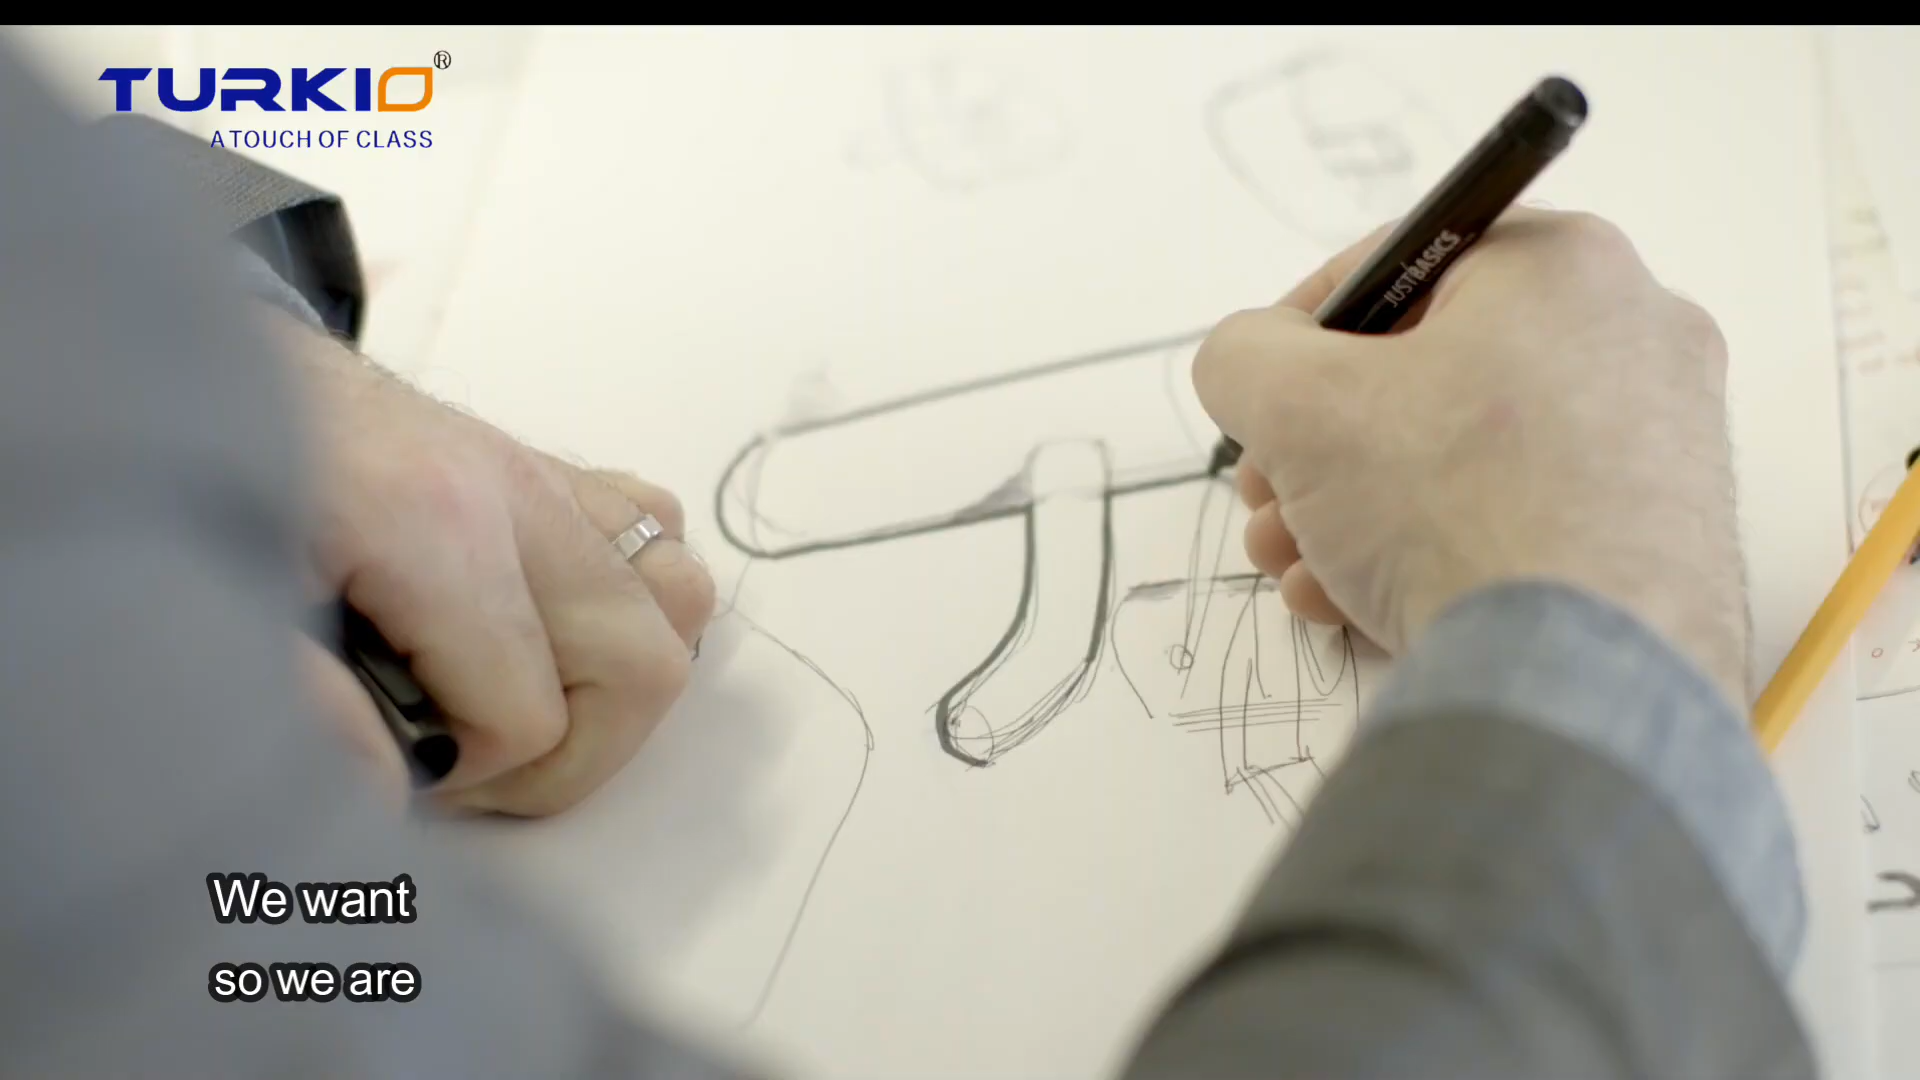 TURKIO®
A TOUCH OF CLASS
JUSTBASICS
We want
so we are